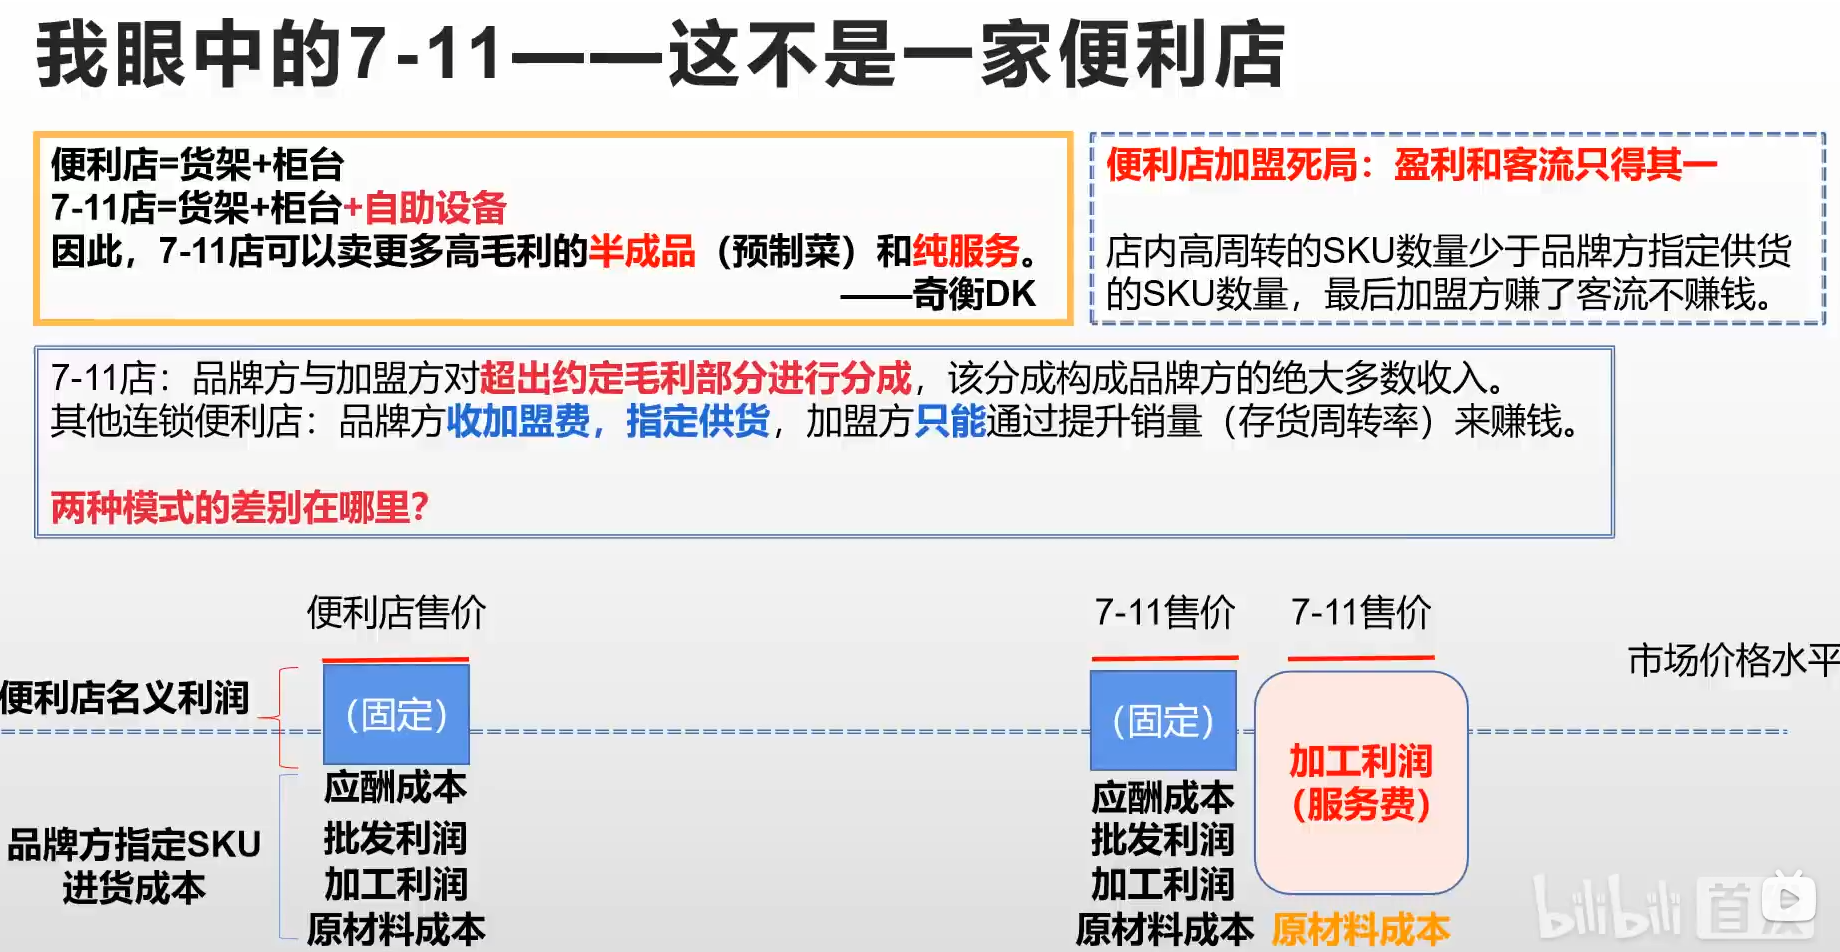 我眼中的7-11——这不是一家便利店
便利店=货架+柜台
7-11店=货架+柜台+自助设备
因此，7-11店可以卖更多高毛利的半成品（预制菜）和纯服务。
——奇衡DK
便利店加盟死局：盈利和客流只得其一
店内高周转的SKU数量少于品牌方指定供货
的SKU数量，最后加盟方赚了客流不赚钱。
7-11店：品牌方与加盟方对超出约定毛利部分进行分成，该分成构成品牌方的绝大多数收入。
其他连锁便利店：品牌方收加盟费，指定供货，加盟方只能通过提升销量（存货周转率）来赚钱。
两种模式的差别在哪里？
便利店售价
7-11售价
7-11售价
市场价格水平
便利店名义利润
（固定）
（固定）
加工利润
（服务费）
品牌方指定SKU
进货成本
应酬成本
批发利润
加工利润
原材料成本
应酬成本
批发利润
加工利润
原材料成本
原材料成本
bilibili